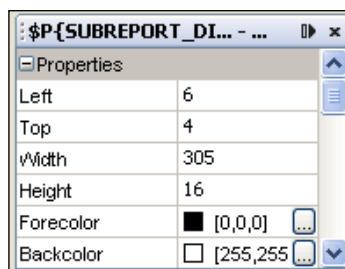 $P{SUBREPORT_DI... - ...
Properties
Left 6
Top 4
Width 305
Height 16
Forecolor [0,0,0] ...
Backcolor [255,255 ...